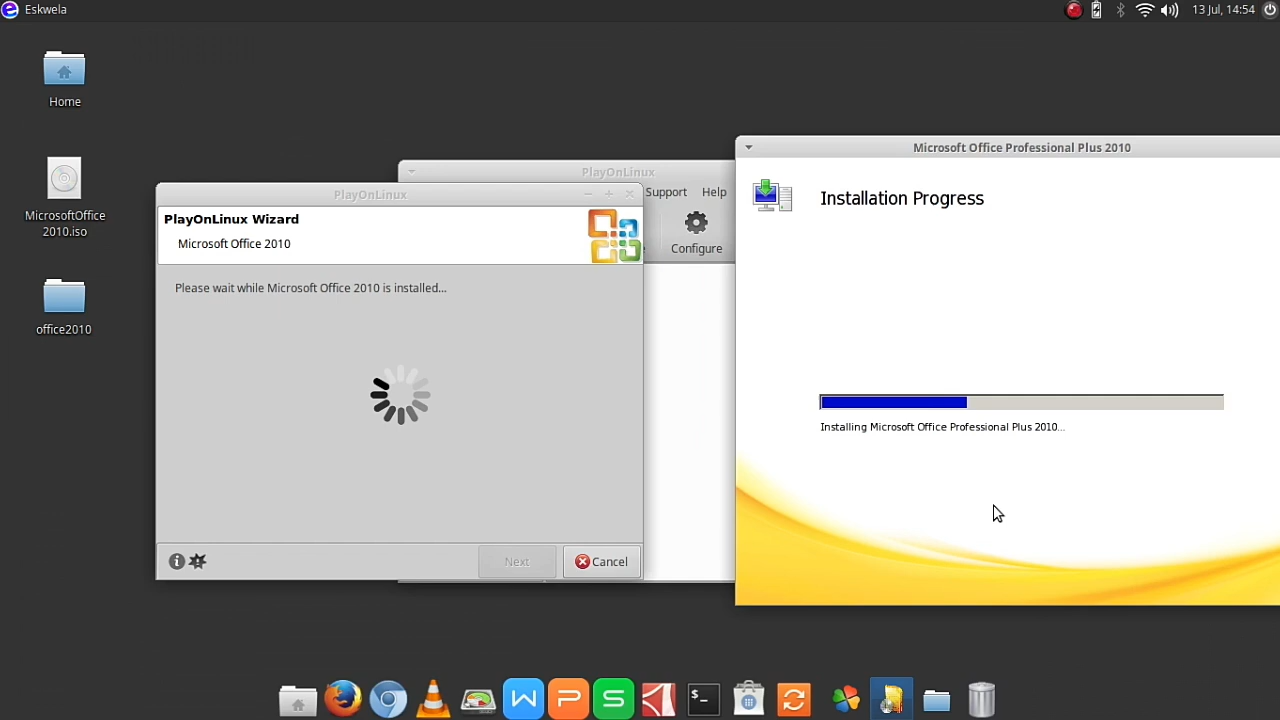 Eskwela
13 Jul, 14:54
Home
MicrosoftOffice
2010.iso
office2010
PlayOnLinux
Support Help
Configure
PlayOnLinux
PlayOnLinux Wizard
Microsoft Office 2010
Please wait while Microsoft Office 2010 is installed...
Next
Cancel
Microsoft Office Professional Plus 2010
Installation Progress
Installing Microsoft Office Professional Plus 2010...
W P S
$_